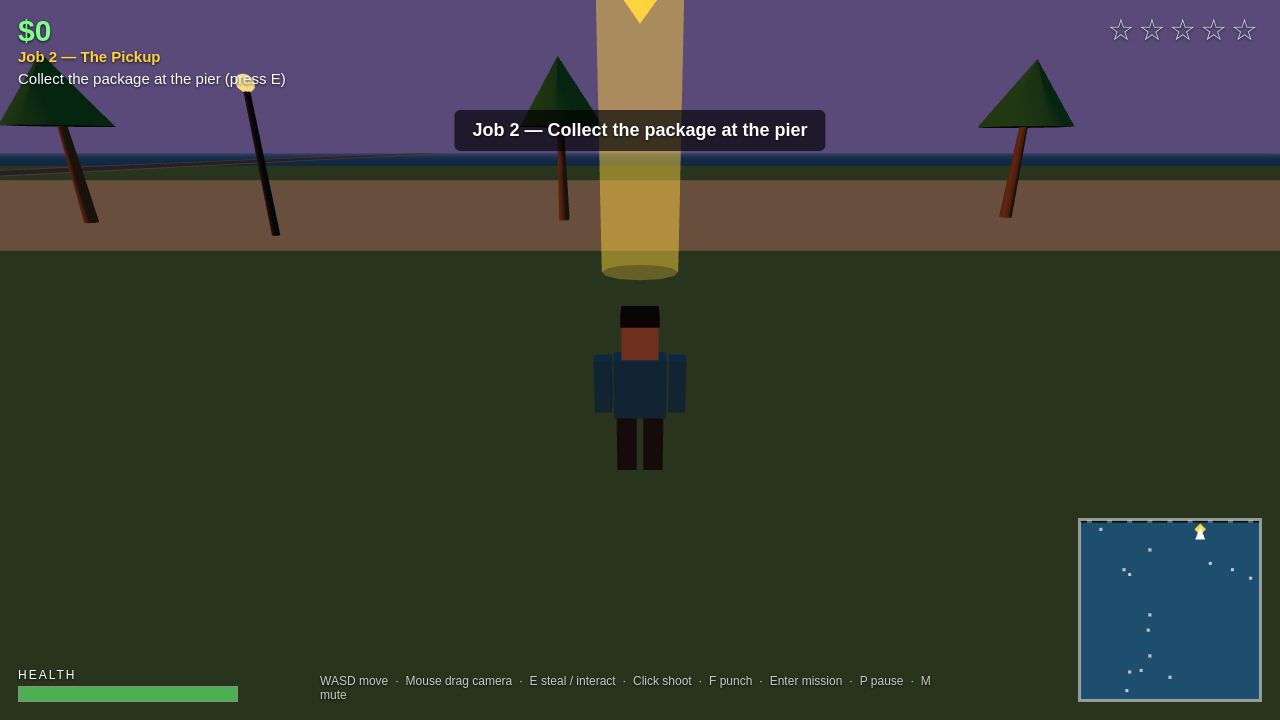 $0
Job 2 — The Pickup
Collect the package at the pier (press E)
Job 2 — Collect the package at the pier
HEALTH
WASD move · Mouse drag camera · E steal / interact · Click shoot · F punch · Enter mission · P pause · M
mute